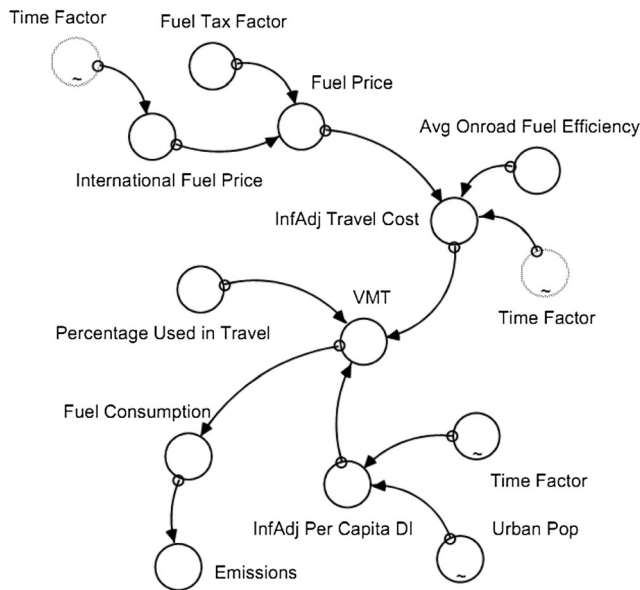 Time Factor
Fuel Tax Factor
Fuel Price
Avg Onroad Fuel Efficiency
International Fuel Price
InfAdj Travel Cost
VMT
Time Factor
Percentage Used in Travel
Fuel Consumption
Time Factor
InfAdj Per Capita DI
Urban Pop
Emissions